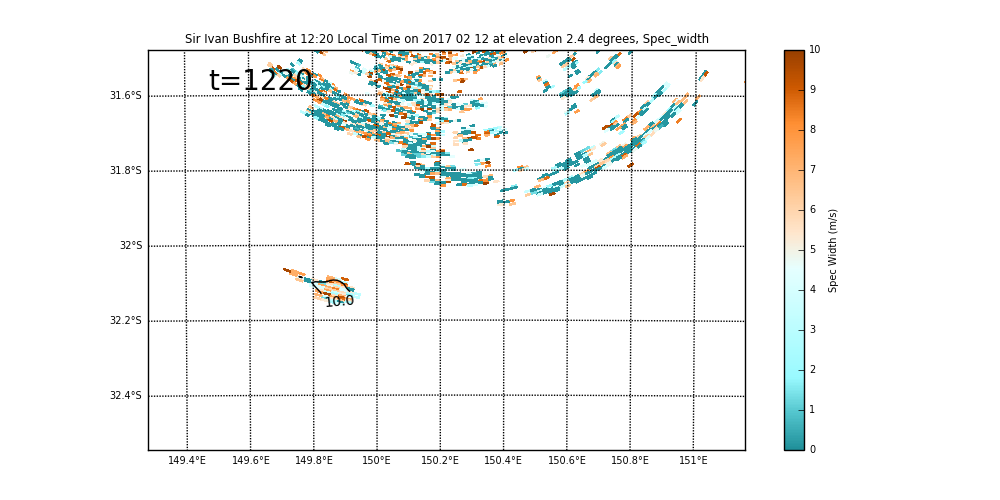 Sir Ivan Bushfire at 12:20 Local Time on 2017 02 12 at elevation 2.4 degrees, Spec_width
t=1220
31.6°S
31.8°S
32°S
32.2°S
32.4°S
10.0
149.4°E 149.6°E 149.8°E 150°E 150.2°E 150.4°E 150.6°E 150.8°E 151°E
10
9
8
7
6
5
4
3
2
1
0
Spec Width (m/s)